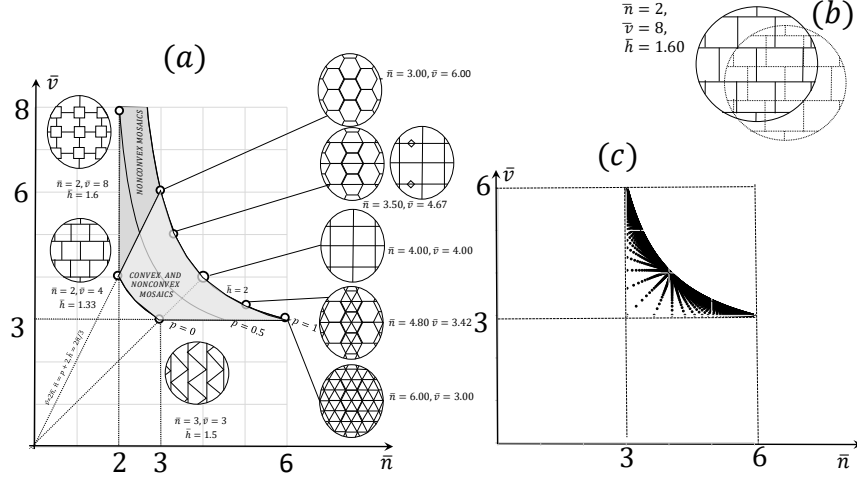 (a)
v̅
8
6
3
2
3
6
n̅
NONCONVEX MOSAICS
CONVEX AND
NONCONVEX
MOSAICS
n̅ = 2, v̅ = 8
h̅ = 1.6
n̅ = 2, v̅ = 4
h̅ = 1.33
n̅ = 3, v̅ = 3
h̅ = 1.5
p = 0
p = 0.5
p = 1
h̅ = 2
n̅ = 3.00, v̅ = 6.00
n̅ = 3.50, v̅ = 4.67
n̅ = 4.00, v̅ = 4.00
n̅ = 4.80, v̅ = 3.42
n̅ = 6.00, v̅ = 3.00
(b)
n̅ = 2,
v̅ = 8,
h̅ = 1.60
(c)
v̅
6
3
3
6
n̅